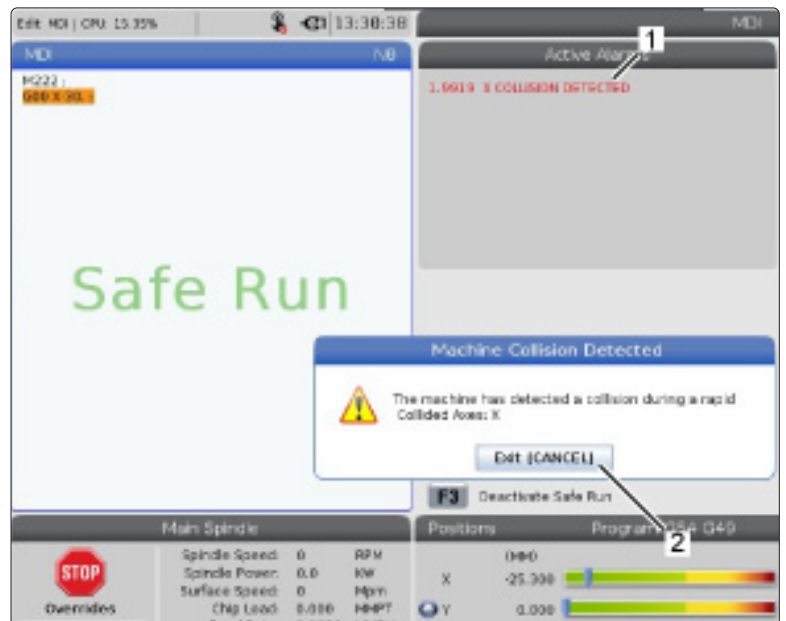 Edit: MDI | CPU: 15.35%
13:30:38
MDI
MDI
N0
Active Alarms
1
M222 ;
G00 X-30. ;
1.9919 X COLLISION DETECTED
Safe Run
Machine Collision Detected
The machine has detected a collision during a rapid
Collided Axes: X
Exit [CANCEL]
F3 Deactivate Safe Run
2
Main Spindle
Positions
Program G54 G49
STOP
Overrides
Spindle Speed: 0 RPM
Spindle Power: 0.0 KW
Surface Speed: 0 Mpm
Chip Load: 0.000 MMPT
(MM)
X -25.300
Y 0.000